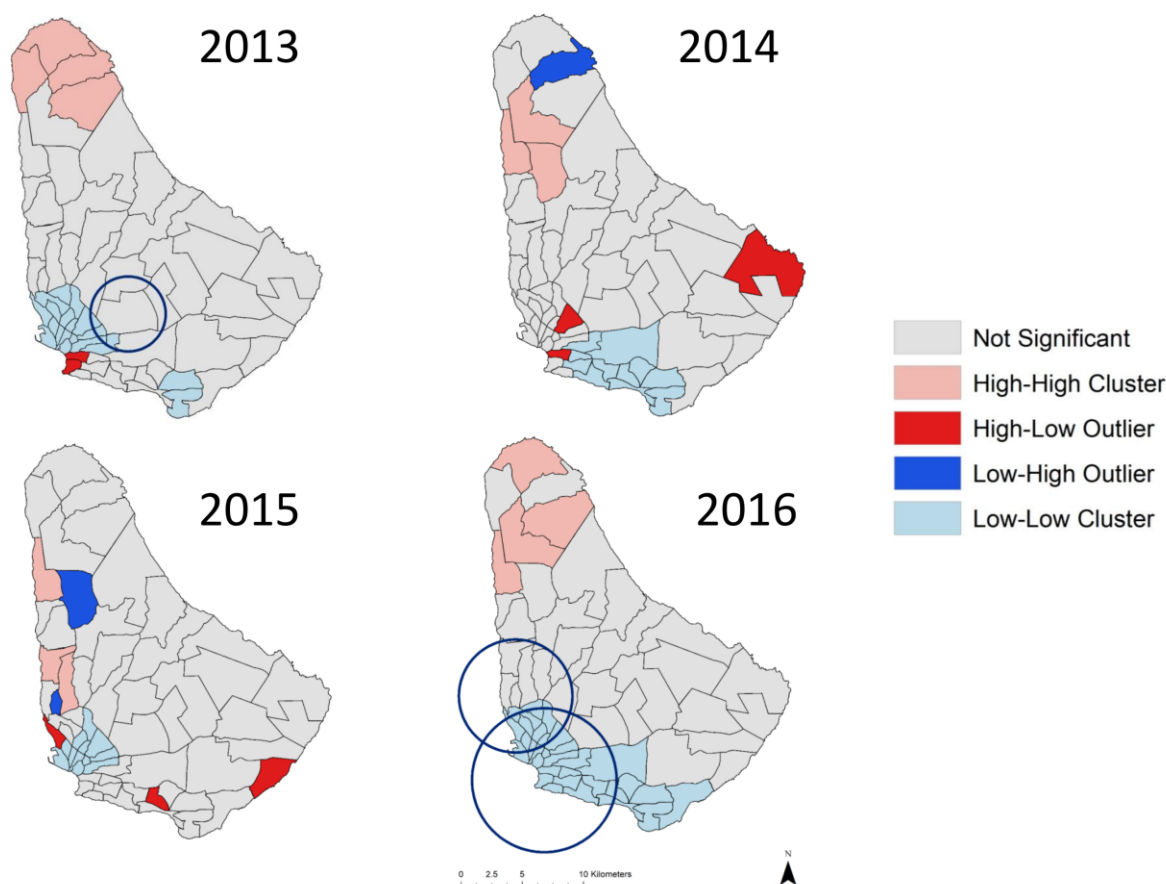 2013
2014
Not Significant
High-High Cluster
High-Low Outlier
Low-High Outlier
Low-Low Cluster
2015
2016
0 2.5 5 10 Kilometers
N